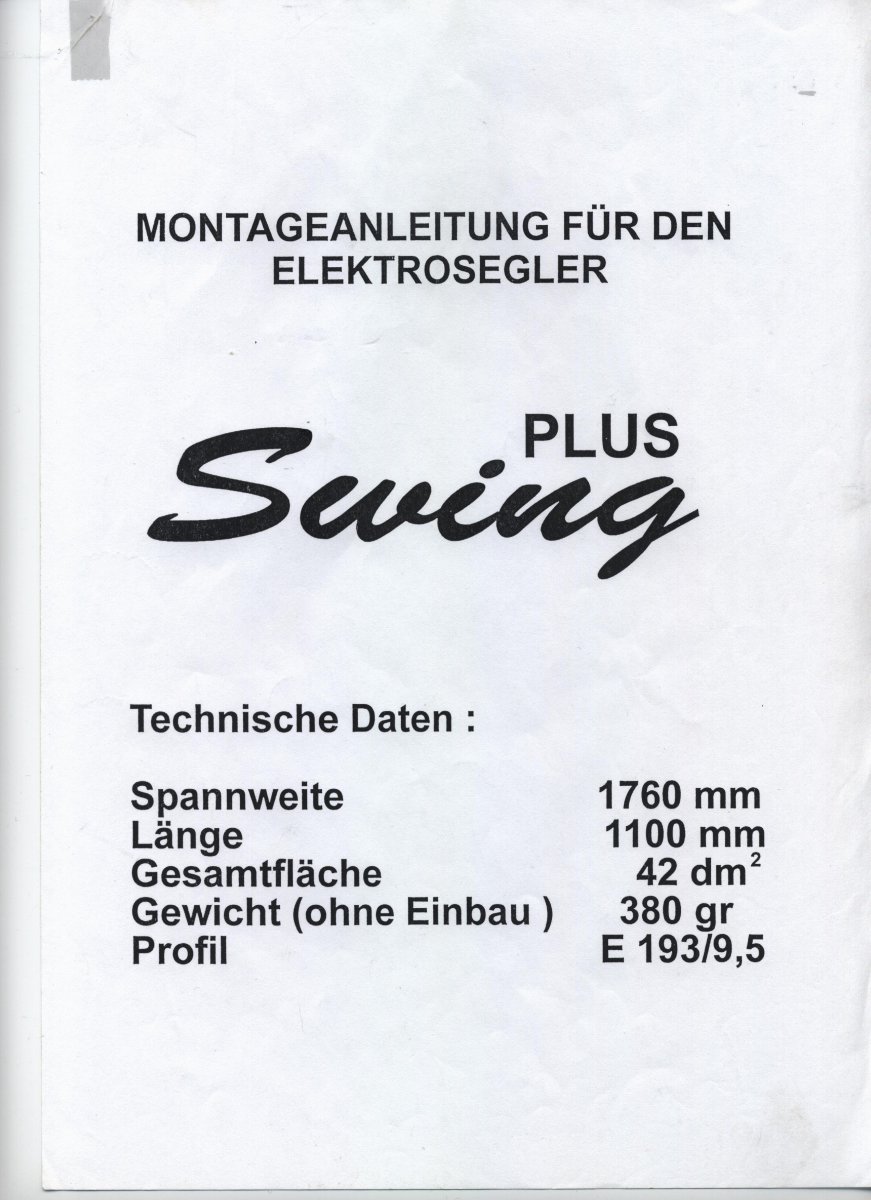 MONTAGEANLEITUNG FÜR DEN
ELEKTROSEGLER
PLUS
Swing
Technische Daten :
Spannweite 1760 mm
Länge 1100 mm
Gesamtfläche 42 dm²
Gewicht (ohne Einbau ) 380 gr
Profil E 193/9,5